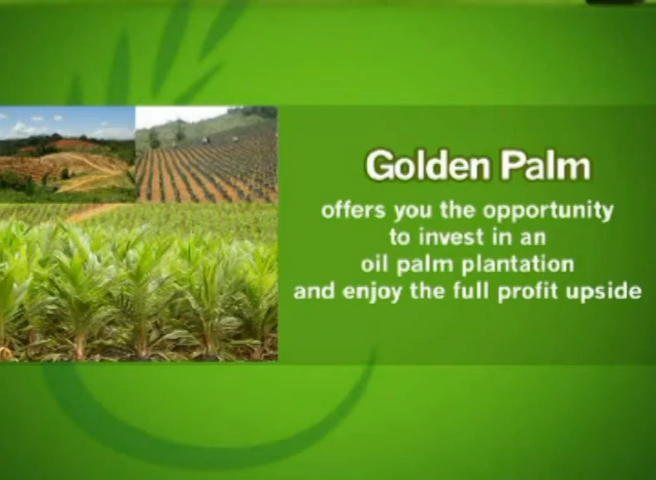 Golden Palm
offers you the opportunity
to invest in an
oil palm plantation
and enjoy the full profit upside